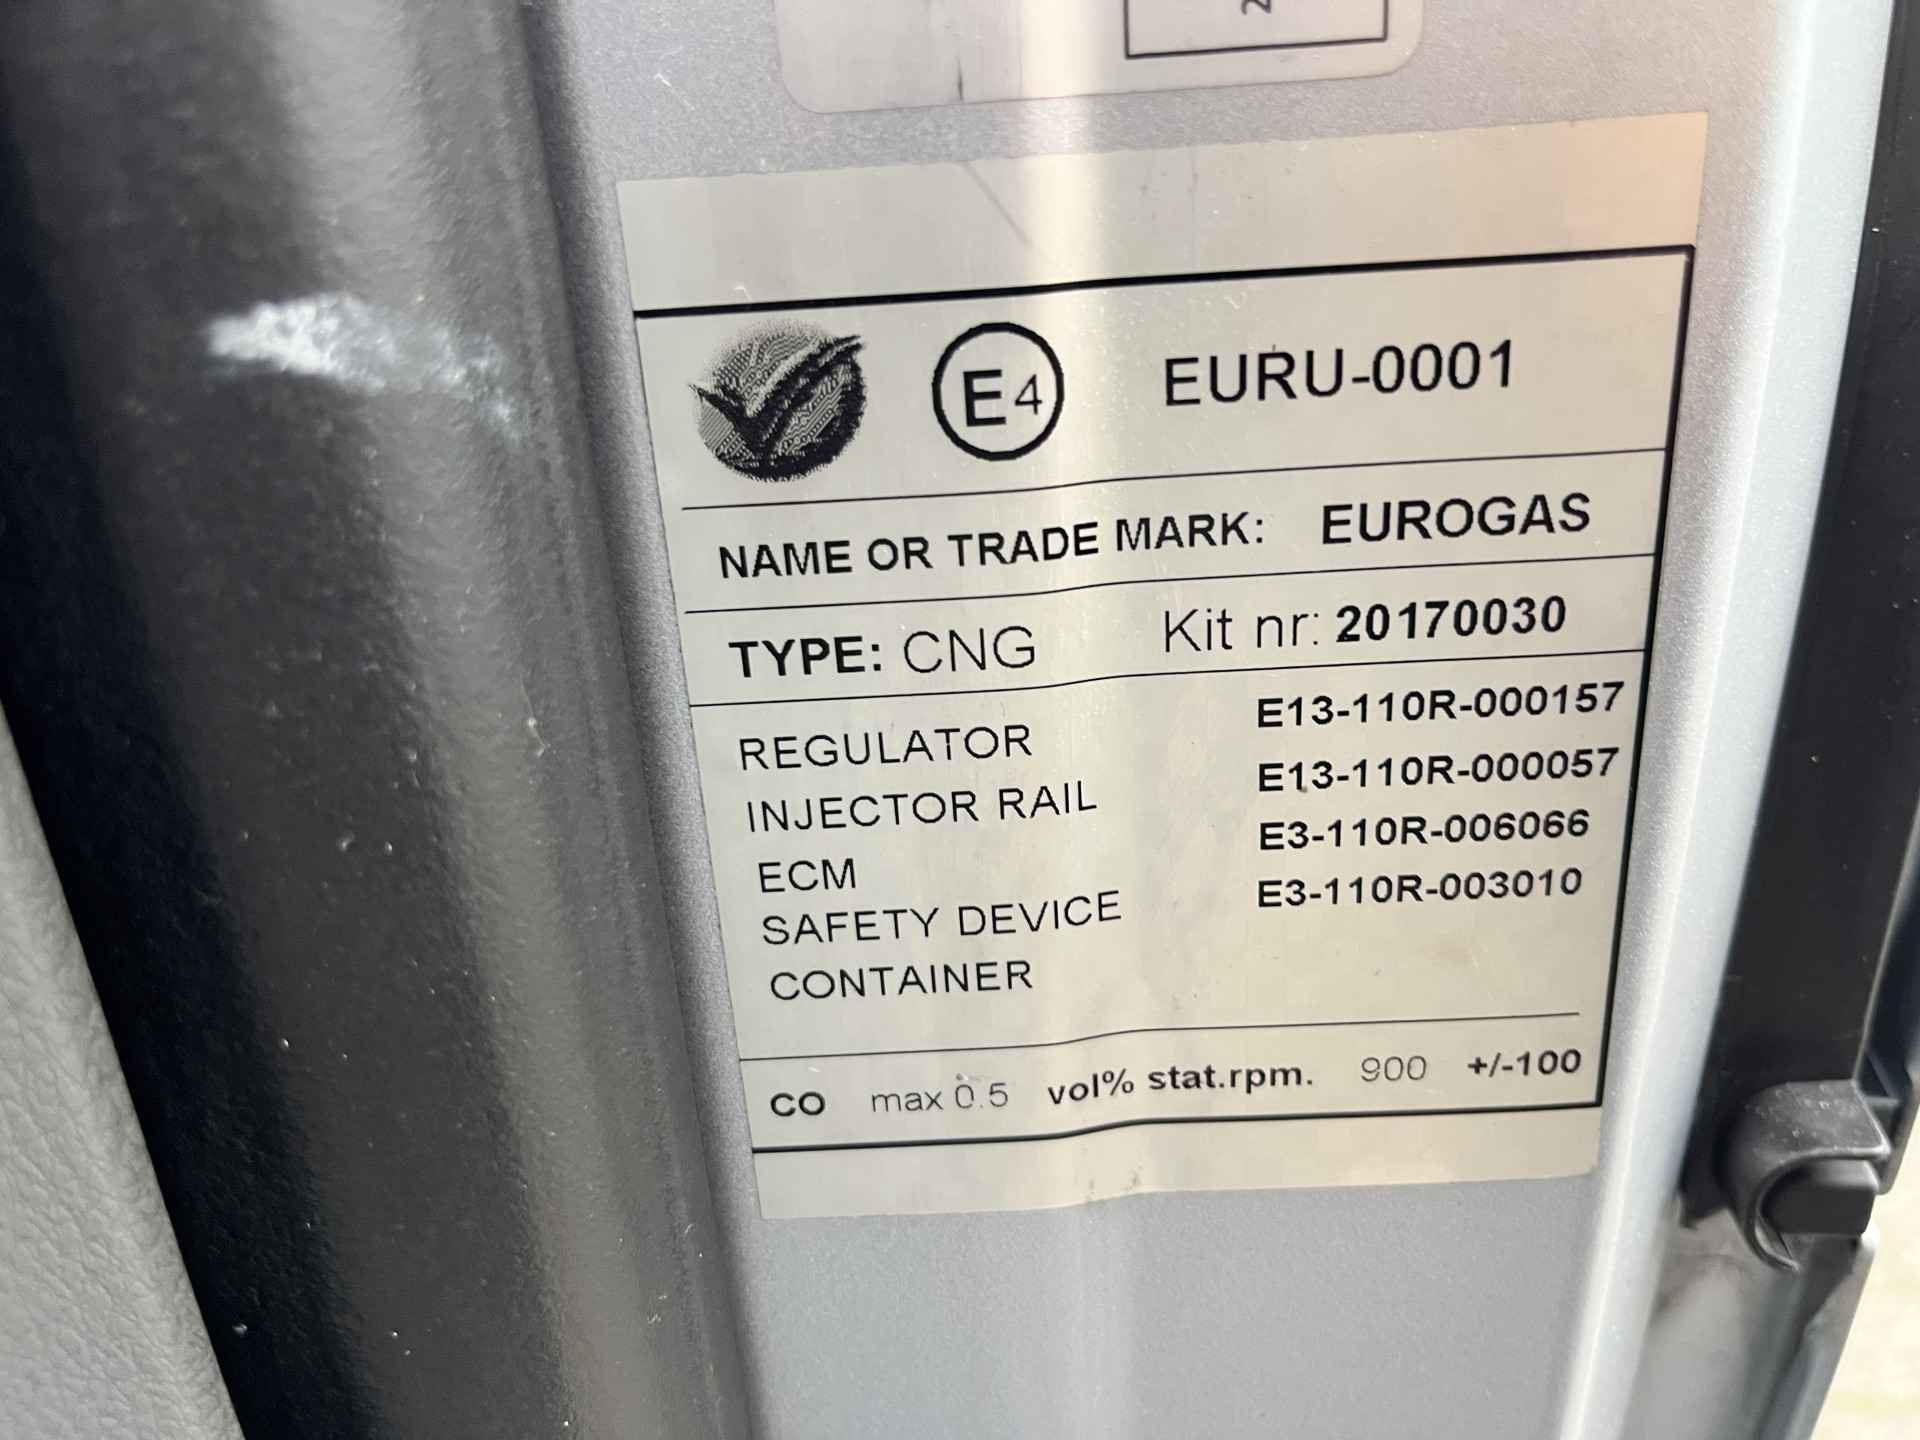 2
E4 EURU-0001
NAME OR TRADE MARK: EUROGAS
TYPE: CNG Kit nr: 20170030
REGULATOR E13-110R-000157
INJECTOR RAIL E13-110R-000057
ECM E3-110R-006066
SAFETY DEVICE E3-110R-003010
CONTAINER
CO max 0.5 vol% stat.rpm. 900 +/-100